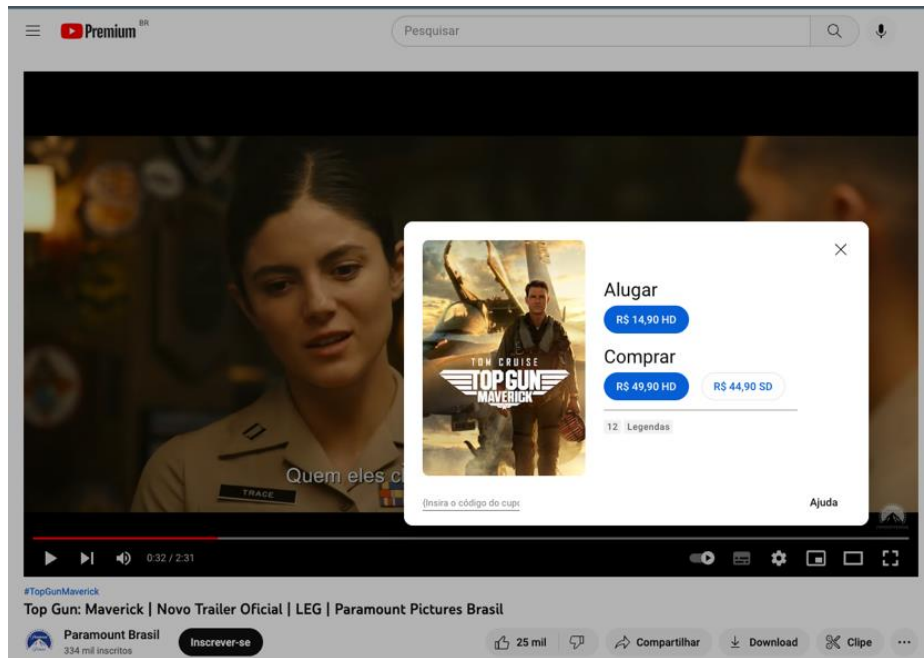 Premium BR
Pesquisar
Alugar
R$ 14,90 HD
Comprar
R$ 49,90 HD R$ 44,90 SD
12 Legendas
TOM CRUISE
TOP GUN
MAVERICK
(Insira o código do cupo
Ajuda
Quem eles ci
TRACE
0:32 / 2:31
#TopGunMaverick
Top Gun: Maverick | Novo Trailer Oficial | LEG | Paramount Pictures Brasil
Paramount Brasil
334 mil inscritos
Inscrever-se
25 mil
Compartilhar
Download
Clipe